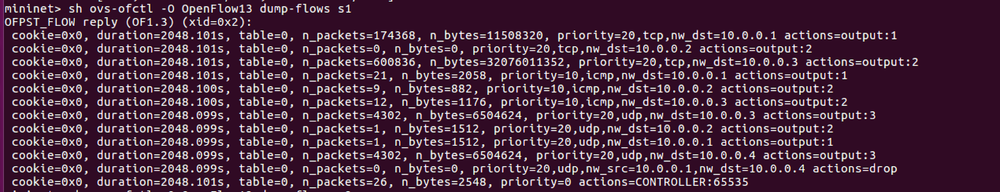 mininet> sh ovs-ofctl -O OpenFlow13 dump-flows s1
OFPST_FLOW reply (OF1.3) (xid=0x2):
cookie=0x0, duration=2048.101s, table=0, n_packets=174368, n_bytes=11508320, priority=20,tcp,nw_dst=10.0.0.1 actions=output:1
cookie=0x0, duration=2048.101s, table=0, n_packets=0, n_bytes=0, priority=20,tcp,nw_dst=10.0.0.2 actions=output:2
cookie=0x0, duration=2048.101s, table=0, n_packets=600836, n_bytes=32076011352, priority=20,tcp,nw_dst=10.0.0.3 actions=output:2
cookie=0x0, duration=2048.101s, table=0, n_packets=21, n_bytes=2058, priority=10,icmp,nw_dst=10.0.0.1 actions=output:1
cookie=0x0, duration=2048.100s, table=0, n_packets=9, n_bytes=882, priority=10,icmp,nw_dst=10.0.0.2 actions=output:2
cookie=0x0, duration=2048.100s, table=0, n_packets=12, n_bytes=1176, priority=10,icmp,nw_dst=10.0.0.3 actions=output:2
cookie=0x0, duration=2048.099s, table=0, n_packets=4302, n_bytes=6504624, priority=20,udp,nw_dst=10.0.0.3 actions=output:3
cookie=0x0, duration=2048.099s, table=0, n_packets=1, n_bytes=1512, priority=20,udp,nw_dst=10.0.0.2 actions=output:2
cookie=0x0, duration=2048.099s, table=0, n_packets=1, n_bytes=1512, priority=20,udp,nw_dst=10.0.0.1 actions=output:1
cookie=0x0, duration=2048.099s, table=0, n_packets=4302, n_bytes=6504624, priority=20,udp,nw_dst=10.0.0.4 actions=output:3
cookie=0x0, duration=2048.099s, table=0, n_packets=0, n_bytes=0, priority=20,udp,nw_src=10.0.0.1,nw_dst=10.0.0.4 actions=drop
cookie=0x0, duration=2048.101s, table=0, n_packets=26, n_bytes=2548, priority=0 actions=CONTROLLER:65535